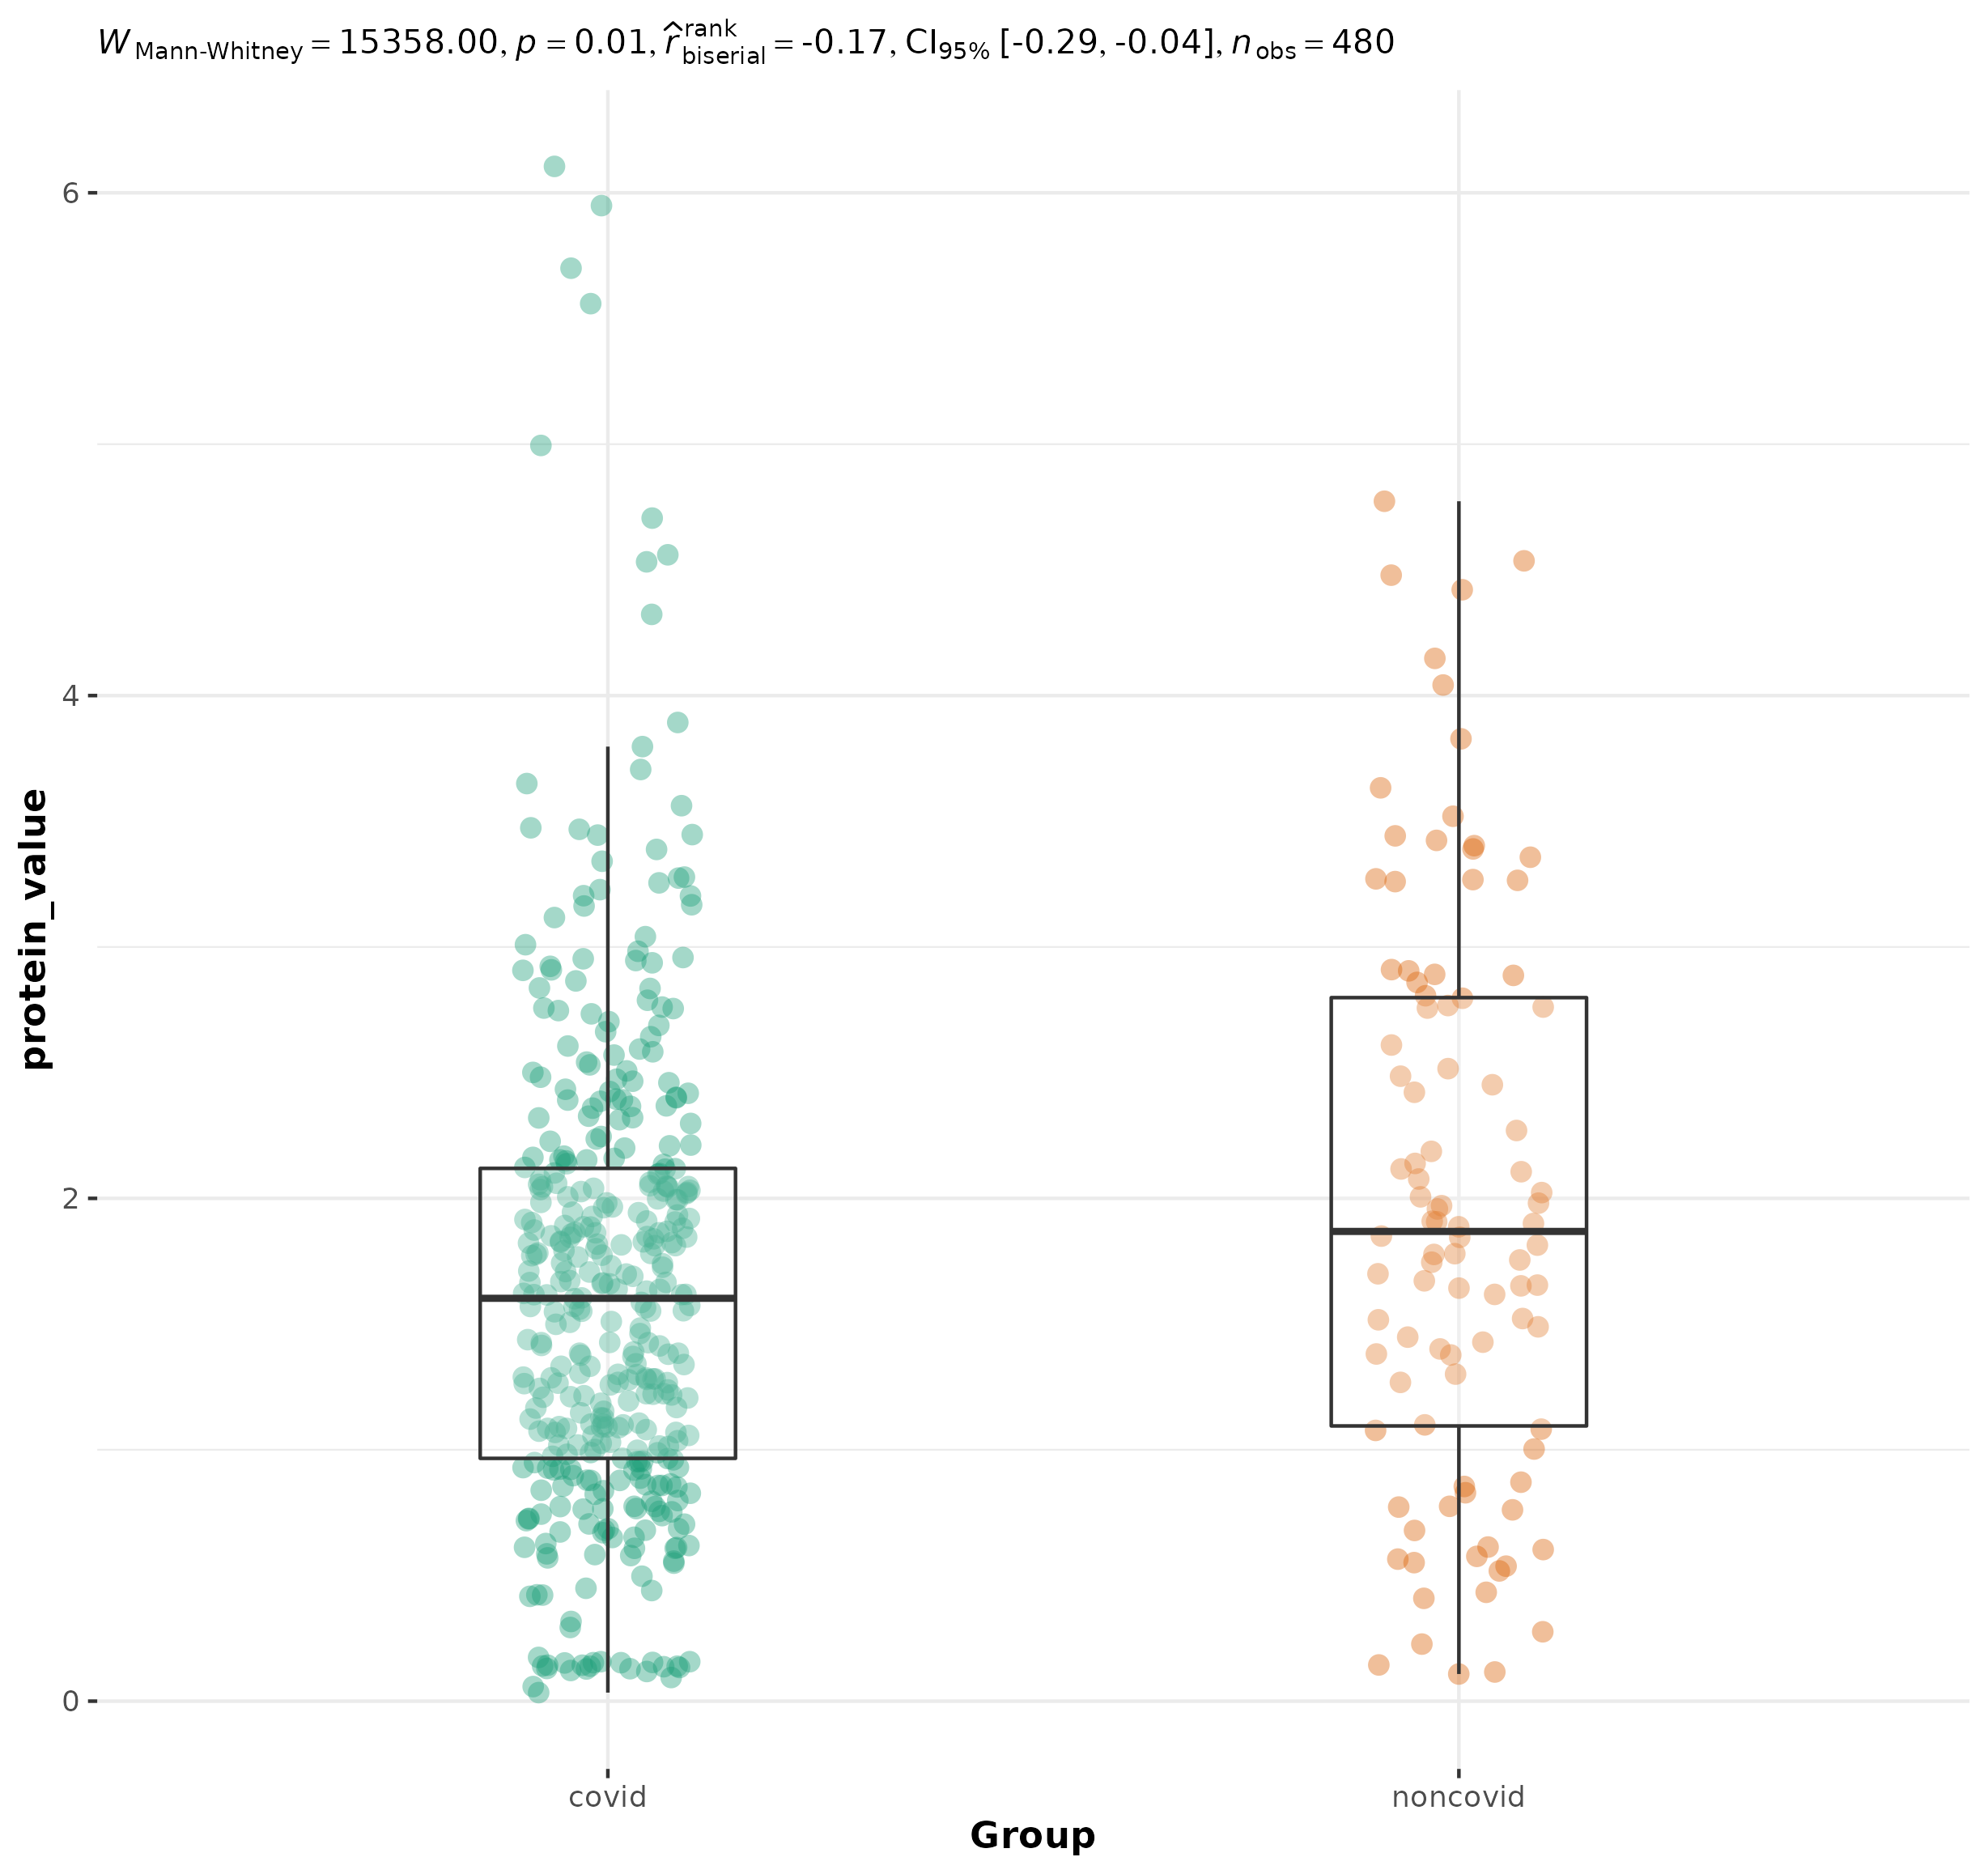 W Mann-Whitney = 15358.00, p = 0.01, r̂ rank biserial = -0.17, CI95% [-0.29, -0.04], n obs = 480
6
4
2
0
protein_value
covid noncovid
Group